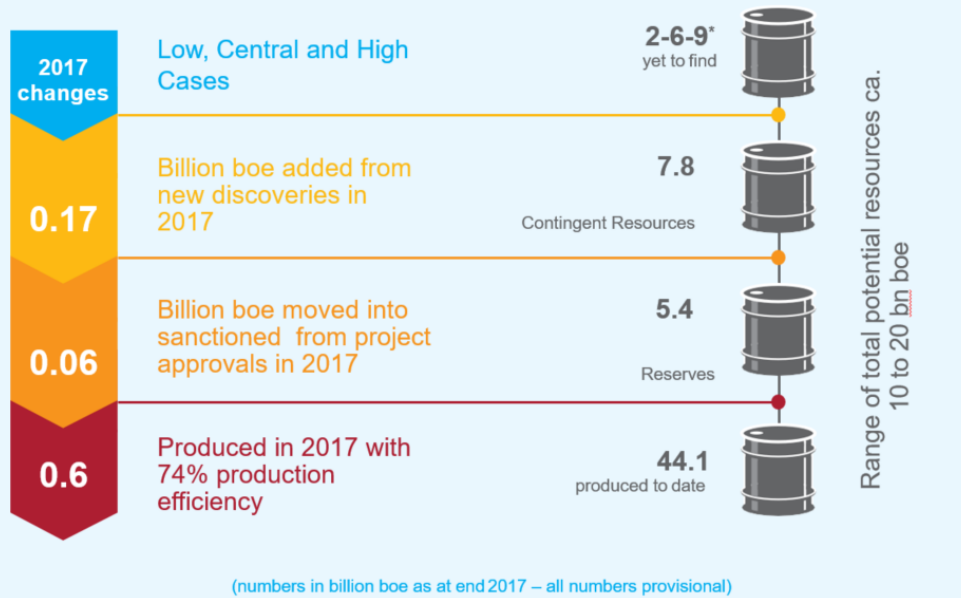 2017
changes
Low, Central and High
Cases
2-6-9*
yet to find
0.17
Billion boe added from
new discoveries in
2017
7.8
Contingent Resources
0.06
Billion boe moved into
sanctioned from project
approvals in 2017
5.4
Reserves
0.6
Produced in 2017 with
74% production
efficiency
44.1
produced to date
Range of total potential resources ca.
10 to 20 bn boe
(numbers in billion boe as at end 2017 – all numbers provisional)